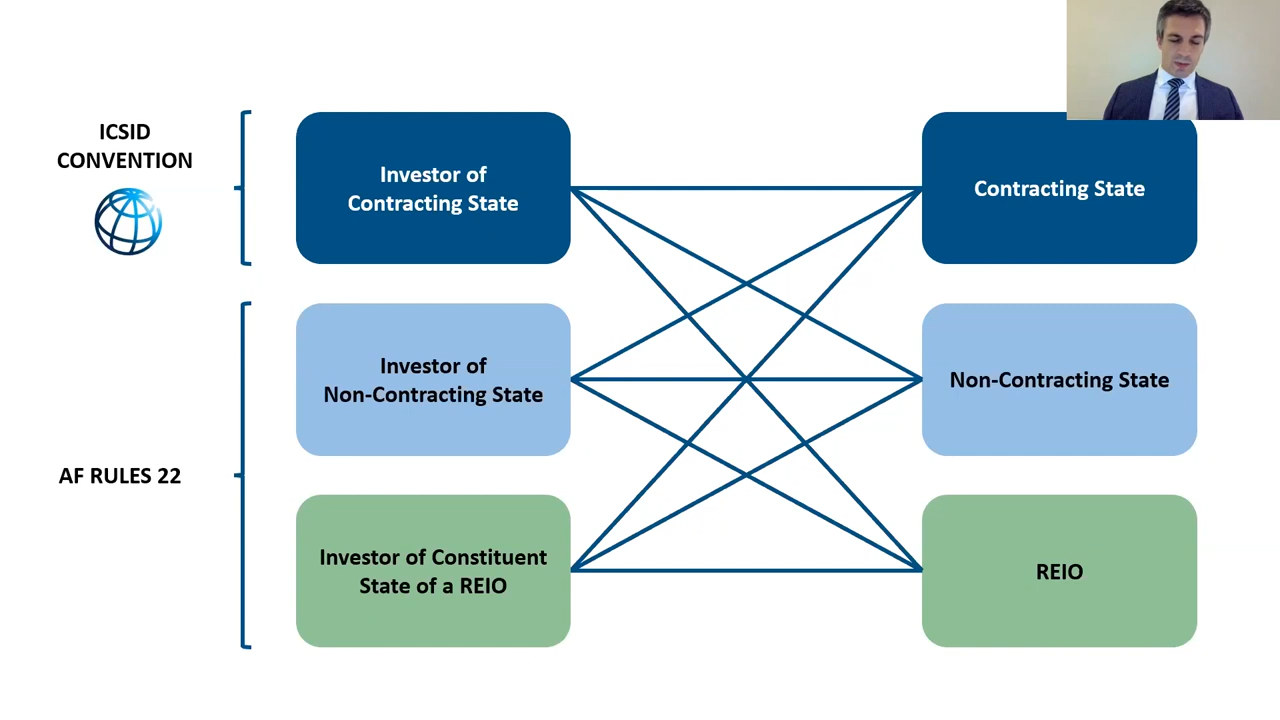 ICSID
CONVENTION
Investor of
Contracting State
Contracting State
Investor of
Non-Contracting State
Non-Contracting State
AF RULES 22
Investor of Constituent
State of a REIO
REIO